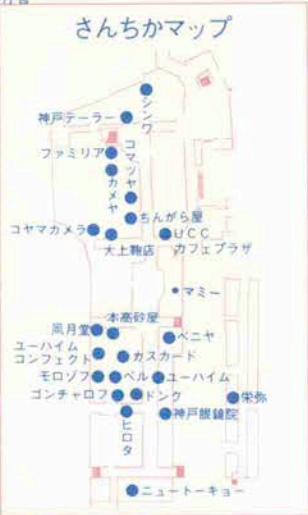 さんちかマップ
シンワ
神戸テーラー
ファミリア
コマツヤ
カメヤ
ちんがら屋
コヤマカメラ
大上鞄店
UCC
カフェプラザ
マミー
本高砂屋
風月堂
ベニヤ
ユーハイム
コンフェクト
カスカード
モロゾフ
ベル
ユーハイム
ゴンチャロフ
ドンク
栄弥
ヒロタ
神戸眼鏡院
ニュートーキョー